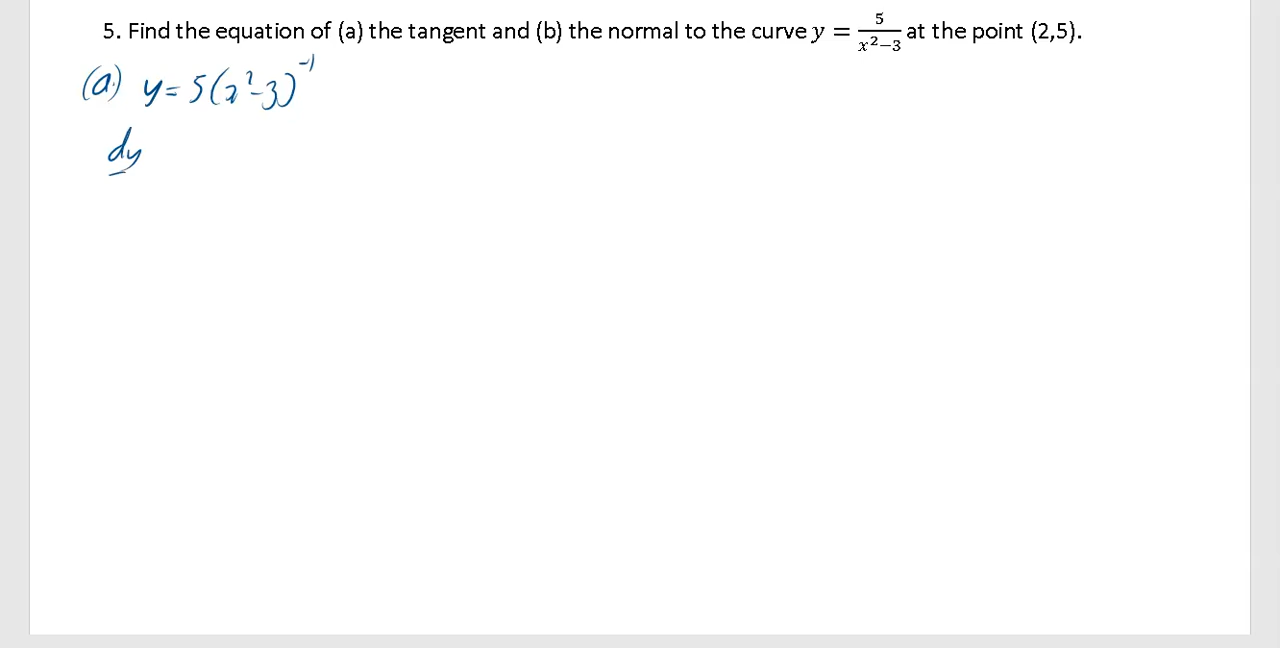 5. Find the equation of (a) the tangent and (b) the normal to the curve y = 5/(x²−3) at the point (2,5).
(a) y = 5(x²-3)⁻¹
dy